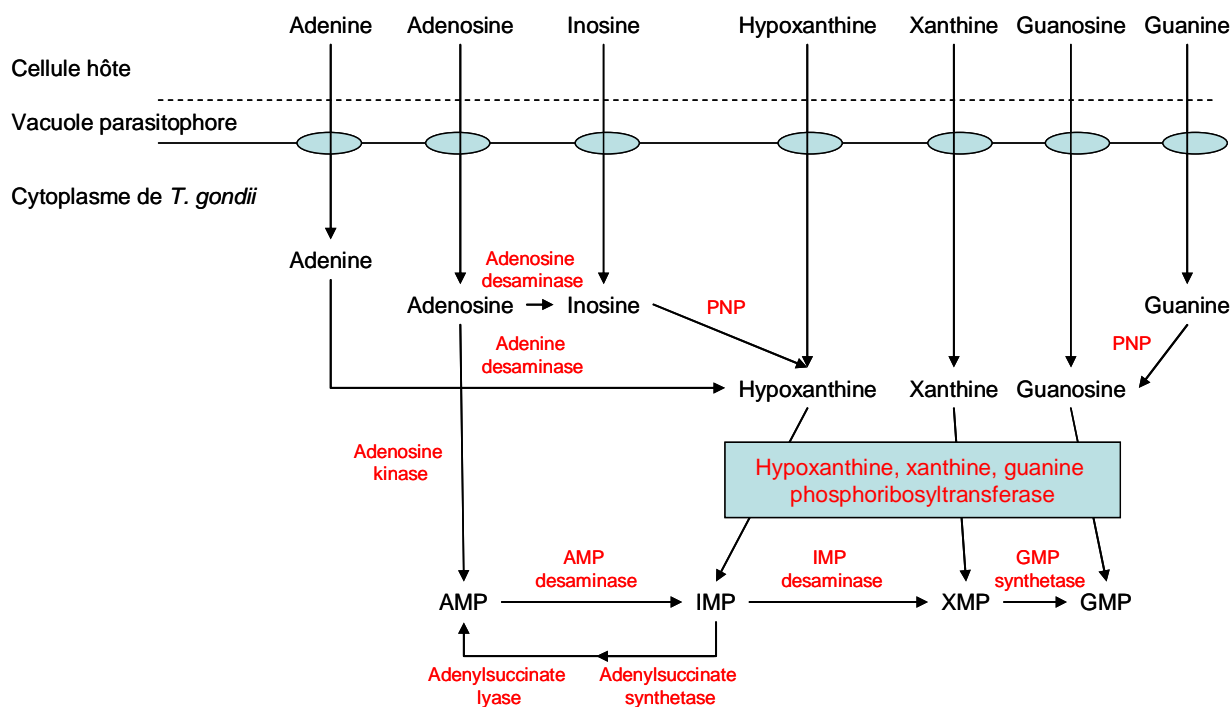 Adenine Adenosine Inosine Hypoxanthine Xanthine Guanosine Guanine
Cellule hôte
Vacuole parasitophore
Cytoplasme de T. gondii
Adenine
Adenosine
desaminase
Adenosine Inosine
PNP
Guanine
PNP
Adenine
desaminase
Hypoxanthine Xanthine Guanosine
Adenosine
kinase
Hypoxanthine, xanthine, guanine
phosphoribosyltransferase
AMP
desaminase
IMP
desaminase
GMP
synthetase
AMP IMP XMP GMP
Adenylsuccinate
lyase
Adenylsuccinate
synthetase